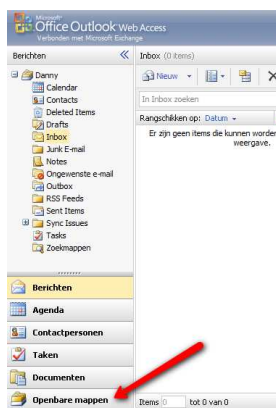 Microsoft®
Office Outlook Web Access
Verbonden met Microsoft Exchange
Berichten
Inbox (0 items)
Danny
Calendar
Contacts
Deleted Items
Drafts
Inbox
Junk E-mail
Notes
Ongewenste e-mail
Outbox
RSS Feeds
Sent Items
Sync Issues
Tasks
Zoekmappen
Nieuw
In Inbox zoeken
Rangschikken op: Datum
Er zijn geen items die kunnen worde
weergave.
Berichten
Agenda
Contactpersonen
Taken
Documenten
Openbare mappen
Items 0 tot 0 van 0